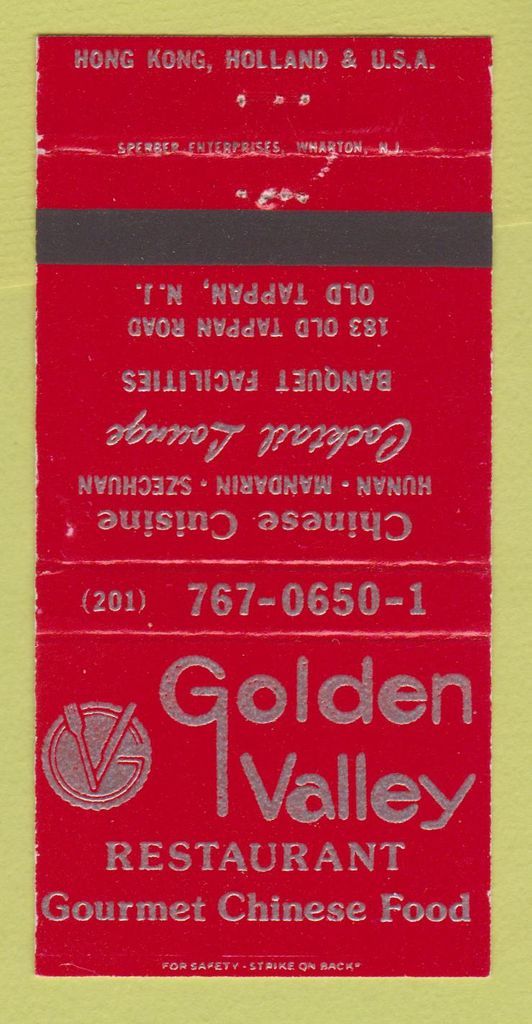 HONG KONG, HOLLAND & U.S.A.
SPERBER ENTERPRISES, WHARTON, N.J.
Chinese Cuisine
HUNAN · MANDARIN · SZECHUAN
Cocktail Lounge
BANQUET FACILITIES
183 OLD TAPPAN ROAD
OLD TAPPAN, N.J.
(201) 767-0650-1
VG
Golden
Valley
RESTAURANT
Gourmet Chinese Food
FOR SAFETY - STRIKE ON BACK